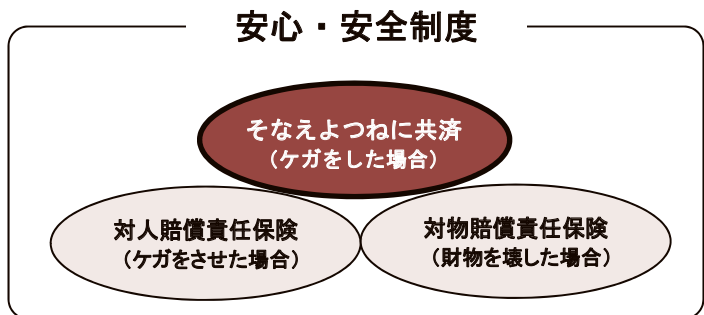 安心・安全制度
そなえよつねに共済
（ケガをした場合）
対人賠償責任保険
（ケガをさせた場合）
対物賠償責任保険
（財物を壊した場合）